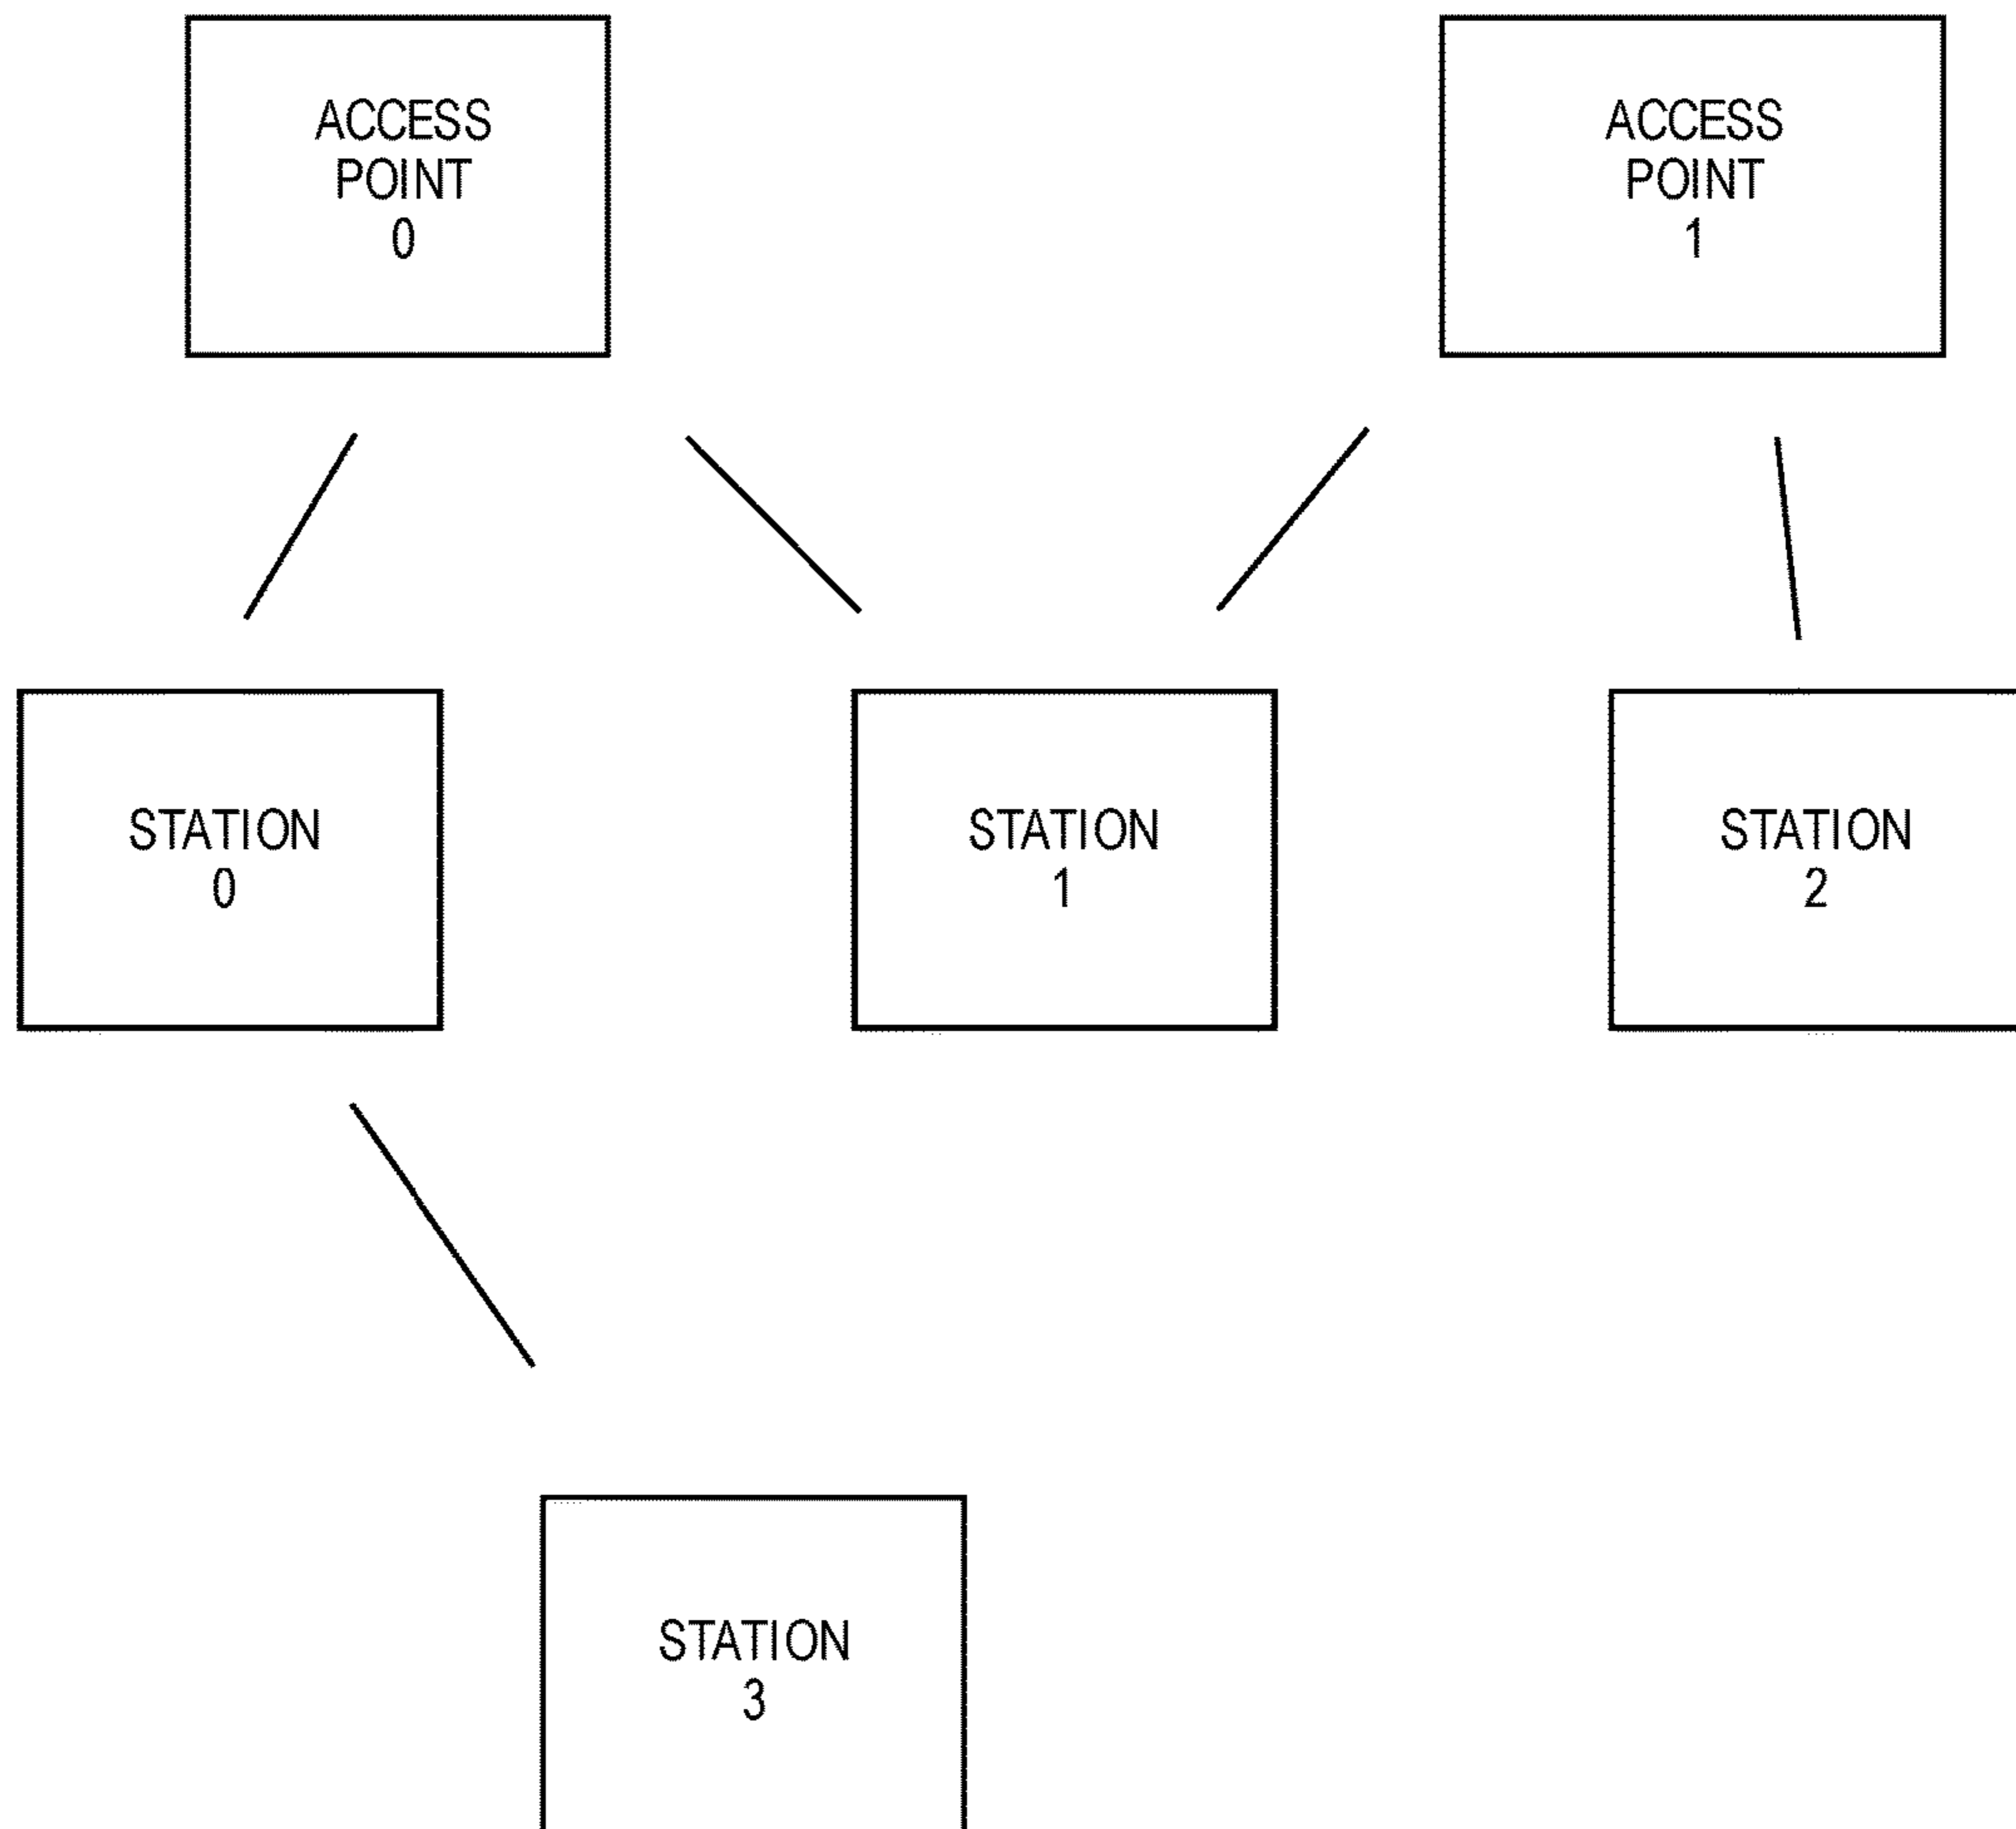 ACCESS
POINT
0
ACCESS
POINT
1
STATION
0
STATION
1
STATION
2
STATION
3